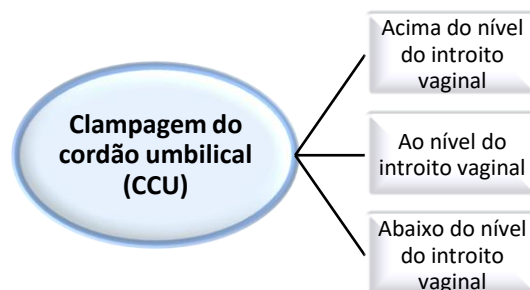 Clampagem do
cordão umbilical
(CCU)
Acima do nível
do introito
vaginal
Ao nível do
introito vaginal
Abaixo do nível
do introito
vaginal